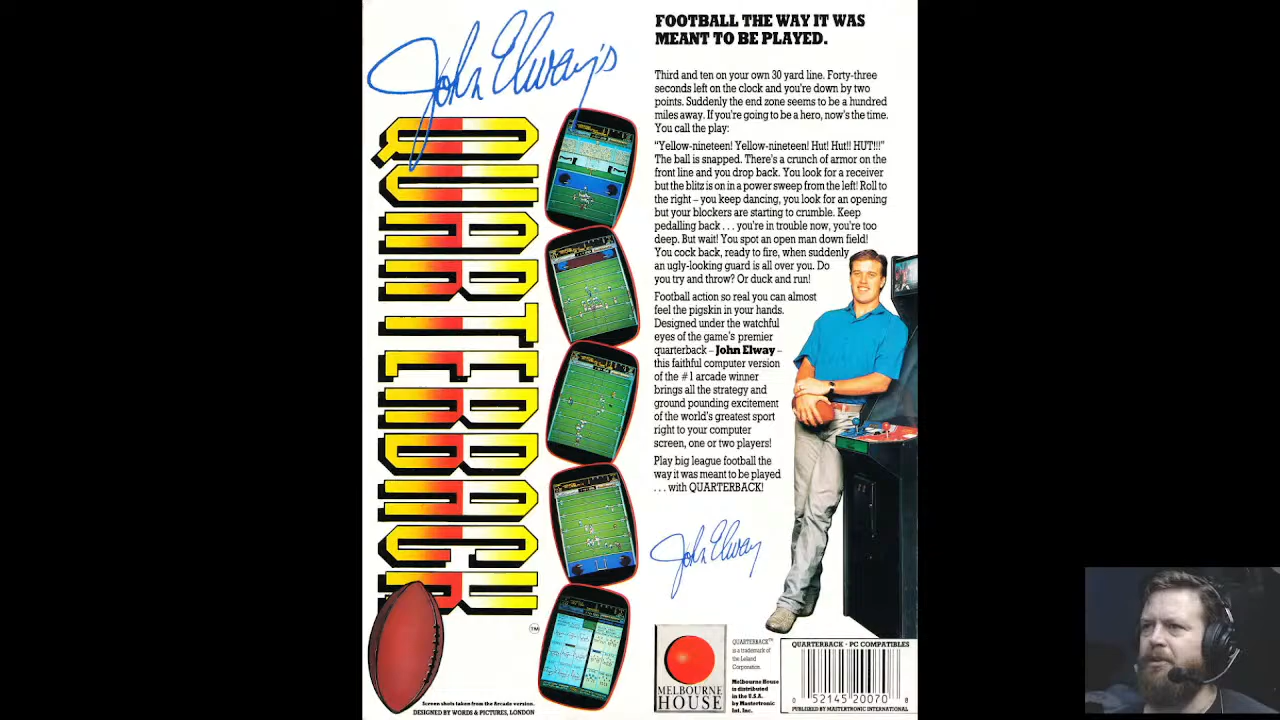 John Elway's
QUARTERBACK
TM
Screen shots taken from the Arcade version.
DESIGNED BY WORDS & PICTURES, LONDON
FOOTBALL THE WAY IT WAS
MEANT TO BE PLAYED.
Third and ten on your own 30 yard line. Forty-three
seconds left on the clock and you're down by two
points. Suddenly the end zone seems to be a hundred
miles away. If you're going to be a hero, now's the time.
You call the play:
"Yellow-nineteen! Yellow-nineteen! Hut! Hut!! HUT!!!"
The ball is snapped. There's a crunch of armor on the
front line and you drop back. You look for a receiver
but the blitz is on in a power sweep from the left! Roll to
the right – you keep dancing, you look for an opening
but your blockers are starting to crumble. Keep
pedalling back . . . you're in trouble now, you're too
deep. But wait! You spot an open man down field!
You cock back, ready to fire, when suddenly
an ugly-looking guard is all over you. Do
you try and throw? Or duck and run!
Football action so real you can almost
feel the pigskin in your hands.
Designed under the watchful
eyes of the game's premier
quarterback – John Elway –
this faithful computer version
of the #1 arcade winner
brings all the strategy and
ground pounding excitement
of the world's greatest sport
right to your computer
screen, one or two players!
Play big league football the
way it was meant to be played
. . . with QUARTERBACK!
John Elway
MELBOURNE
HOUSE
QUARTERBACK™
is a trademark of
the Leland
Corporation.
Melbourne House
is distributed
in the U.S.A.
by Mastertronic
Int. Inc.
QUARTERBACK - PC COMPATIBLES
0 52145 20070 8
PUBLISHED BY MASTERTRONIC INTERNATIONAL